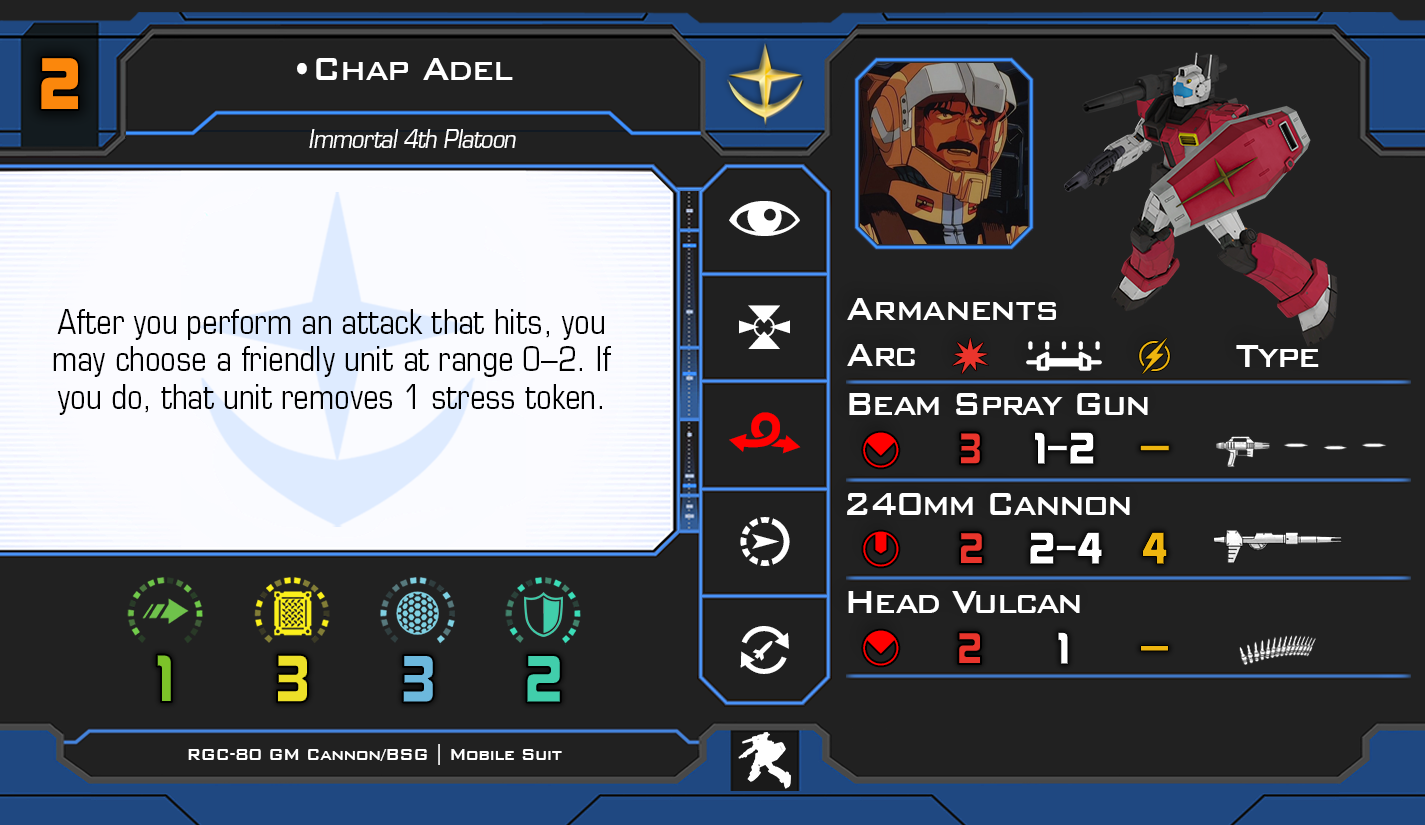 2
•Chap Adel
Immortal 4th Platoon
After you perform an attack that hits, you
may choose a friendly unit at range 0–2. If
you do, that unit removes 1 stress token.
1 3 3 2
RGC-80 GM Cannon/BSG | Mobile Suit
Armanents
Arc Type
Beam Spray Gun
3 1–2 —
240mm Cannon
2 2–4 4
Head Vulcan
2 1 —